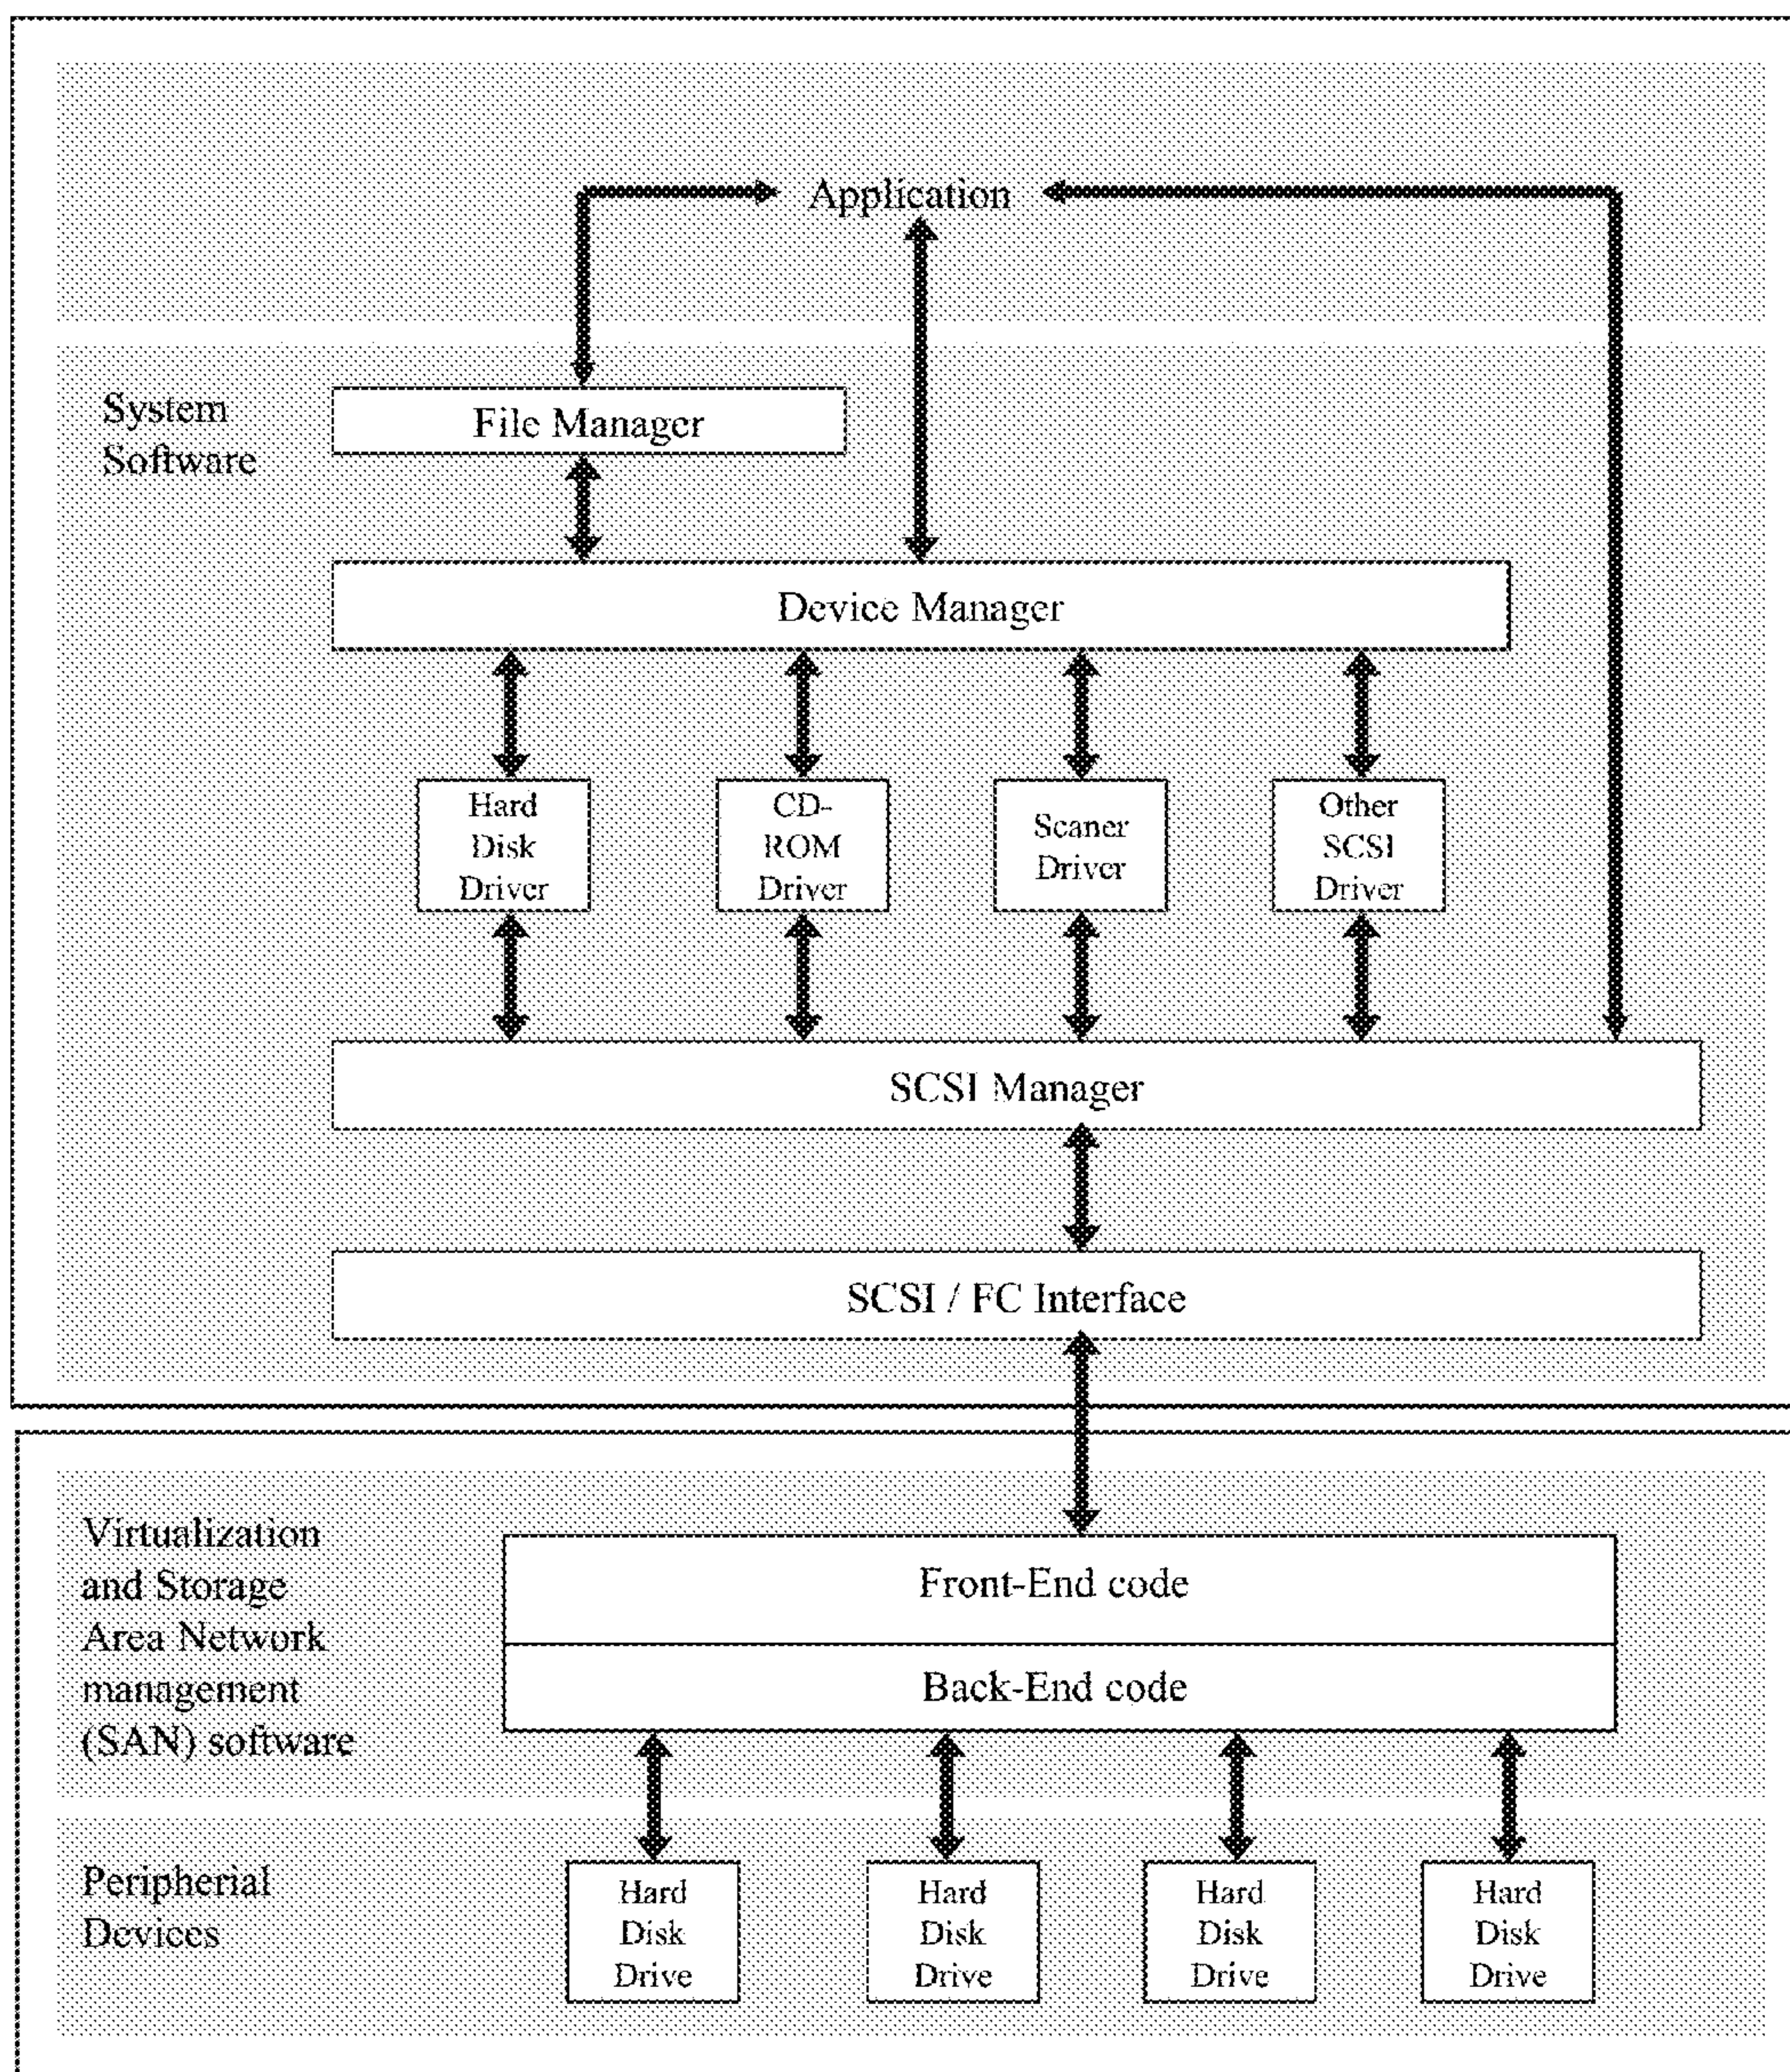 Application
System
Software
File Manager
Device Manager
Hard
Disk
Driver
CD-
ROM
Driver
Scaner
Driver
Other
SCSI
Driver
SCSI Manager
SCSI / FC Interface
Virtualization
and Storage
Area Network
management
(SAN) software
Front-End code
Back-End code
Peripherial
Devices
Hard
Disk
Drive
Hard
Disk
Drive
Hard
Disk
Drive
Hard
Disk
Drive